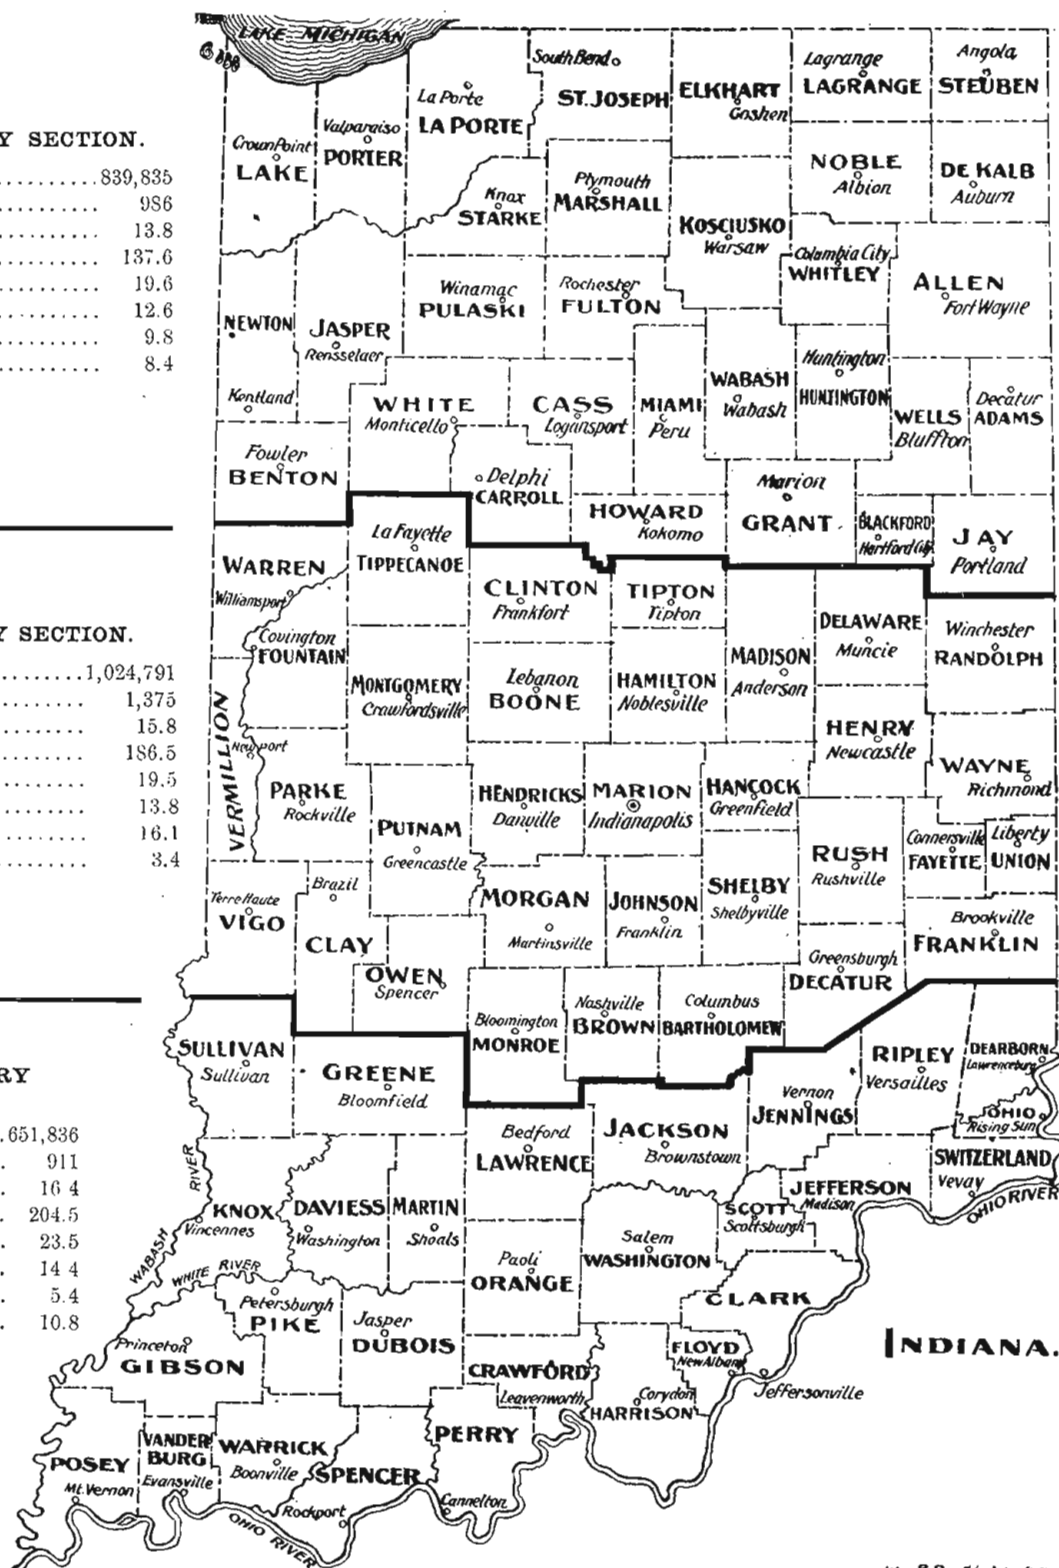 LAKE MICHIGAN
South Bend
ST. JOSEPH
ELKHART
Goshen
Lagrange
LAGRANGE
Angola
STEUBEN
La Porte
LA PORTE
Crown Point
LAKE
Valparaiso
PORTER
Knox
STARKE
Plymouth
MARSHALL
KOSCIUSKO
Warsaw
NOBLE
Albion
DE KALB
Auburn
Columbia City
WHITLEY
ALLEN
Fort Wayne
NEWTON
Kentland
JASPER
Rensselaer
Winamac
PULASKI
Rochester
FULTON
WHITE
Monticello
CASS
Logansport
MIAMI
Peru
WABASH
Wabash
Huntington
HUNTINGTON
WELLS
Bluffton
Decatur
ADAMS
Fowler
BENTON
Delphi
CARROLL
HOWARD
Kokomo
Marion
GRANT
BLACKFORD
Hartford City
JAY
Portland
Y SECTION.
839,835
986
13.8
137.6
19.6
12.6
9.8
8.4
WARREN
Williamsport
La Fayette
TIPPECANOE
CLINTON
Frankfort
TIPTON
Tipton
Covington
FOUNTAIN
MONTGOMERY
Crawfordsville
Lebanon
BOONE
HAMILTON
Noblesville
MADISON
Anderson
DELAWARE
Muncie
Winchester
RANDOLPH
HENRY
Newcastle
WAYNE
Richmond
VERMILLION
Newport
PARKE
Rockville
PUTNAM
Greencastle
HENDRICKS
Danville
MARION
Indianapolis
HANCOCK
Greenfield
RUSH
Rushville
Connersville
FAYETTE
Liberty
UNION
Terre Haute
VIGO
Brazil
CLAY
OWEN
Spencer
MORGAN
Martinsville
JOHNSON
Franklin
SHELBY
Shelbyville
Greensburgh
DECATUR
Brookville
FRANKLIN
Bloomington
MONROE
Nashville
BROWN
Columbus
BARTHOLOMEW
Y SECTION.
1,024,791
1,375
15.8
186.5
19.5
13.8
16.1
3.4
SULLIVAN
Sullivan
GREENE
Bloomfield
Bedford
LAWRENCE
JACKSON
Brownstown
Vernon
JENNINGS
RIPLEY
Versailles
DEARBORN
Lawrenceburg
OHIO
Rising Sun
SWITZERLAND
Vevay
JEFFERSON
Madison
SCOTT
Scottsburgh
OHIO RIVER
KNOX
Vincennes
DAVIESS
Washington
MARTIN
Shoals
WABASH RIVER
WHITE RIVER
Paoli
ORANGE
Salem
WASHINGTON
CLARK
Petersburgh
PIKE
Jasper
DUBOIS
Princeton
GIBSON
CRAWFORD
Leavenworth
FLOYD
New Albany
Jeffersonville
Corydon
HARRISON
POSEY
Mt. Vernon
VANDER
BURG
Evansville
WARRICK
Boonville
SPENCER
Rockport
PERRY
Cannelton
OHIO RIVER
RY
651,836
911
16 4
204.5
23.5
14 4
5.4
10.8
INDIANA.